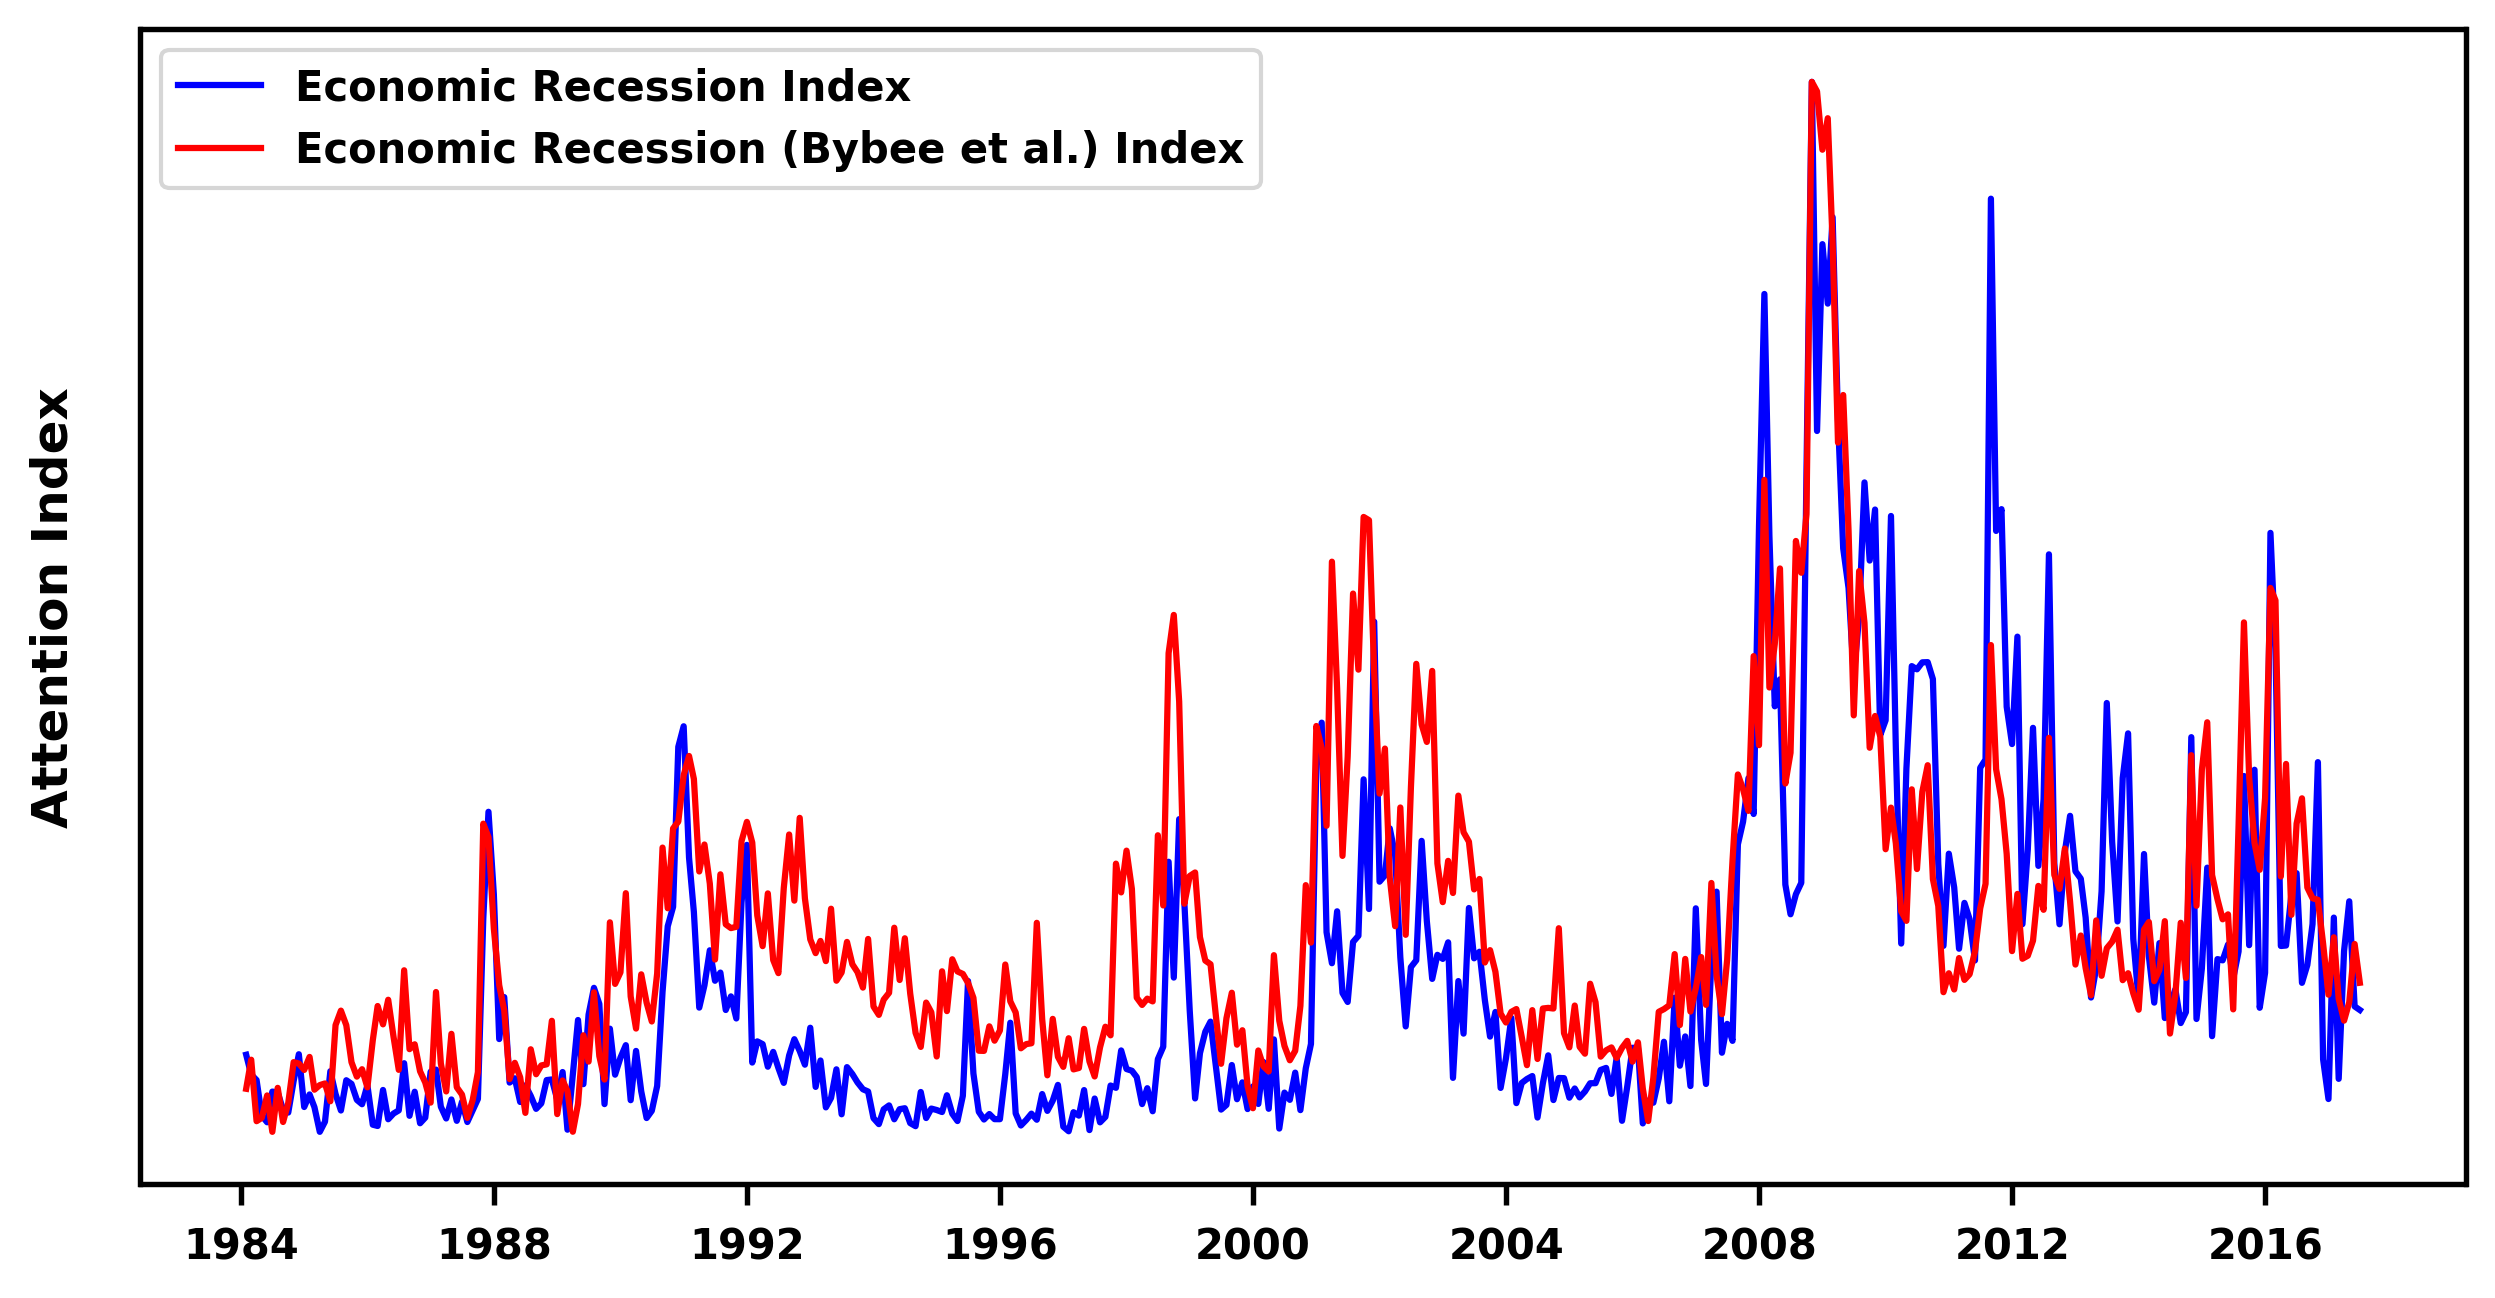 Economic Recession Index
Economic Recession (Bybee et al.) Index
Attention Index
1984 1988 1992 1996 2000 2004 2008 2012 2016